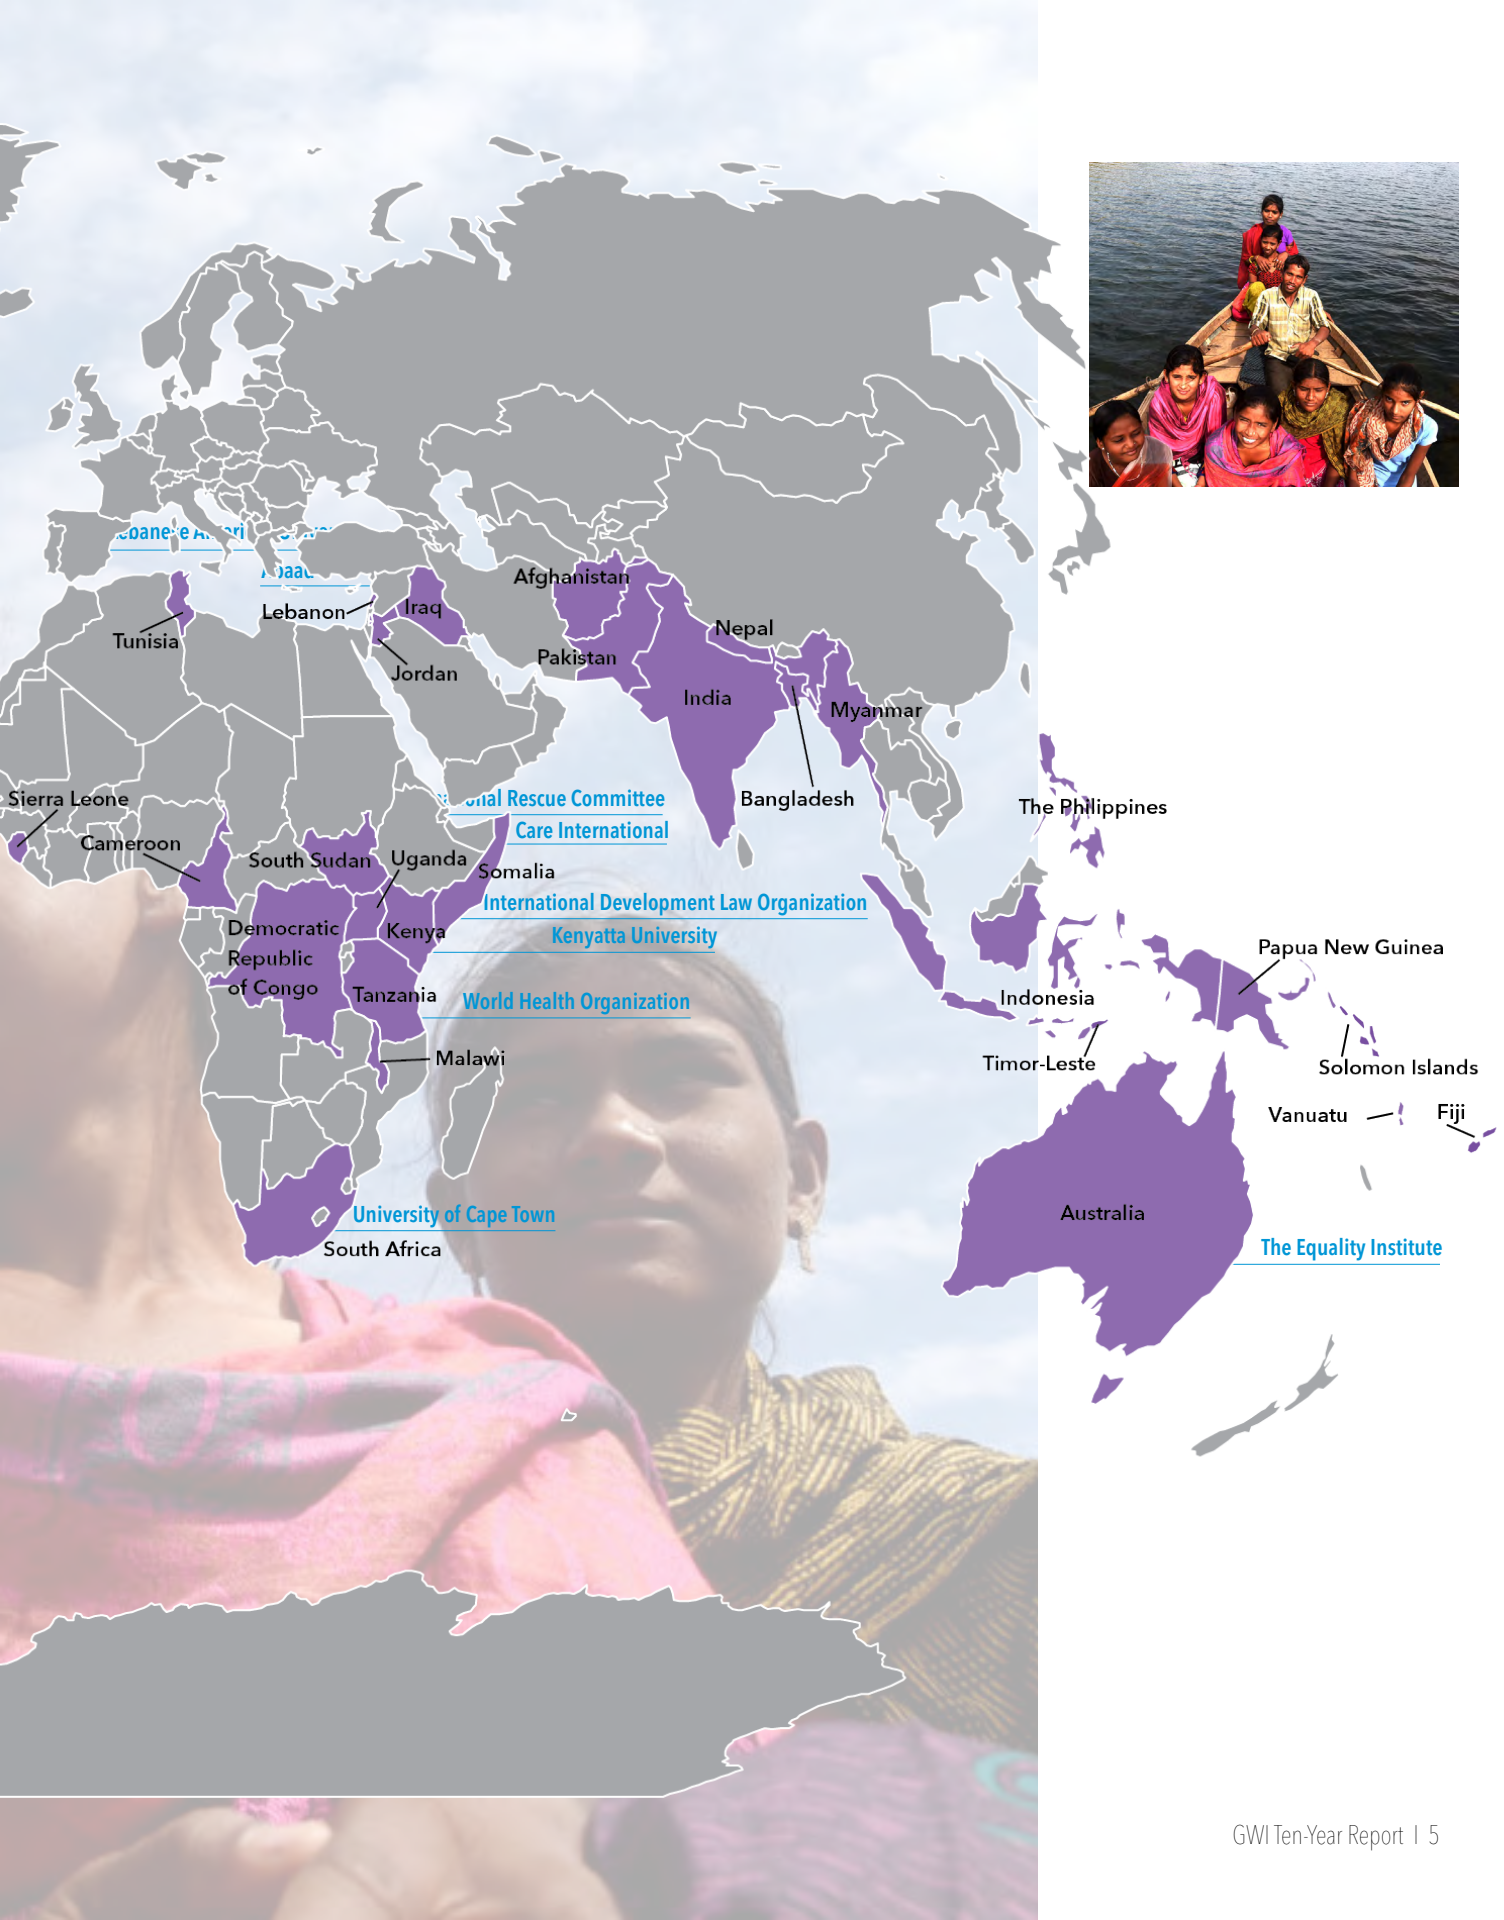 Afghanistan
Abaad
Lebanon
Iraq
Tunisia
Nepal
Pakistan
Jordan
India
Myanmar
Sierra Leone
Rescue Committee
Bangladesh
The Philippines
Care International
Cameroon
South Sudan
Uganda
Somalia
International Development Law Organization
Democratic
Republic
of Congo
Kenya
Kenyatta University
Papua New Guinea
Tanzania
World Health Organization
Indonesia
Malawi
Timor-Leste
Solomon Islands
Vanuatu
Fiji
University of Cape Town
Australia
South Africa
The Equality Institute
GWI Ten-Year Report | 5